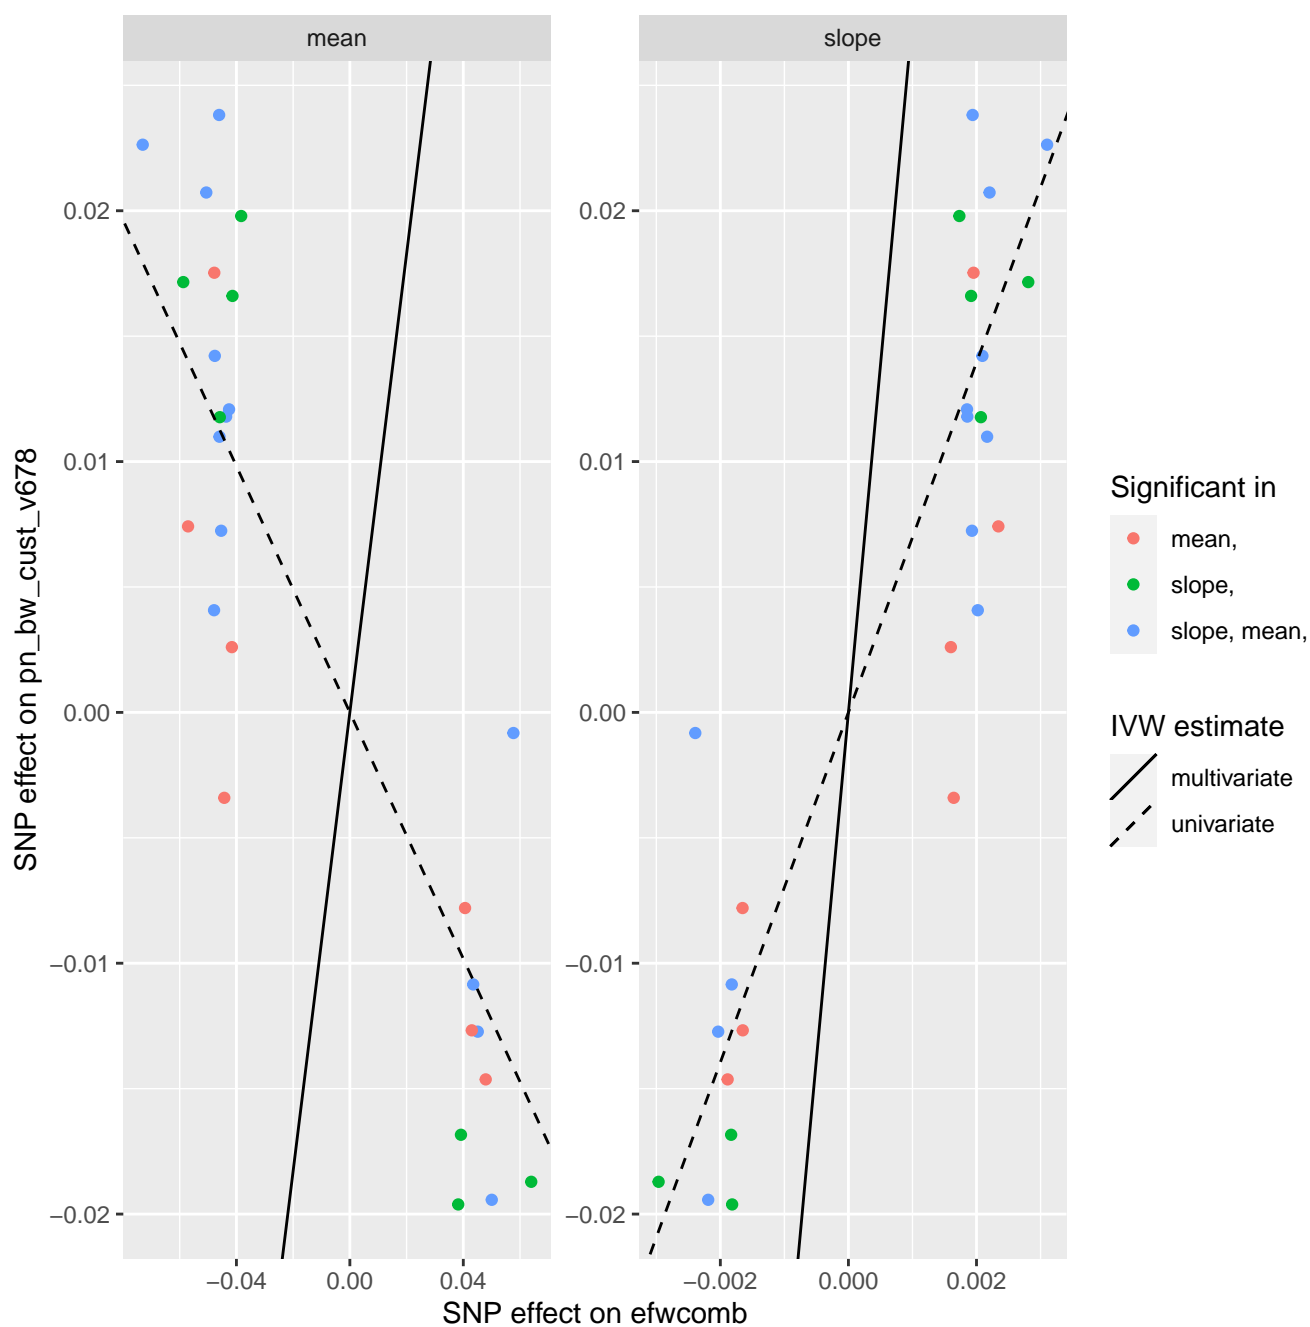 mean
slope
SNP effect on pn_bw_cust_v678
0.02
0.01
0.00
−0.01
−0.02
0.02
0.01
0.00
−0.01
−0.02
−0.04
0.00
0.04
−0.002
0.000
0.002
SNP effect on efwcomb
Significant in
mean,
slope,
slope, mean,
IVW estimate
multivariate
univariate